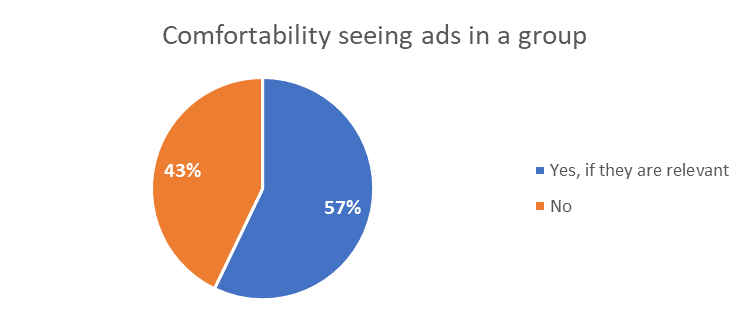 Comfortability seeing ads in a group
43%
57%
Yes, if they are relevant
No